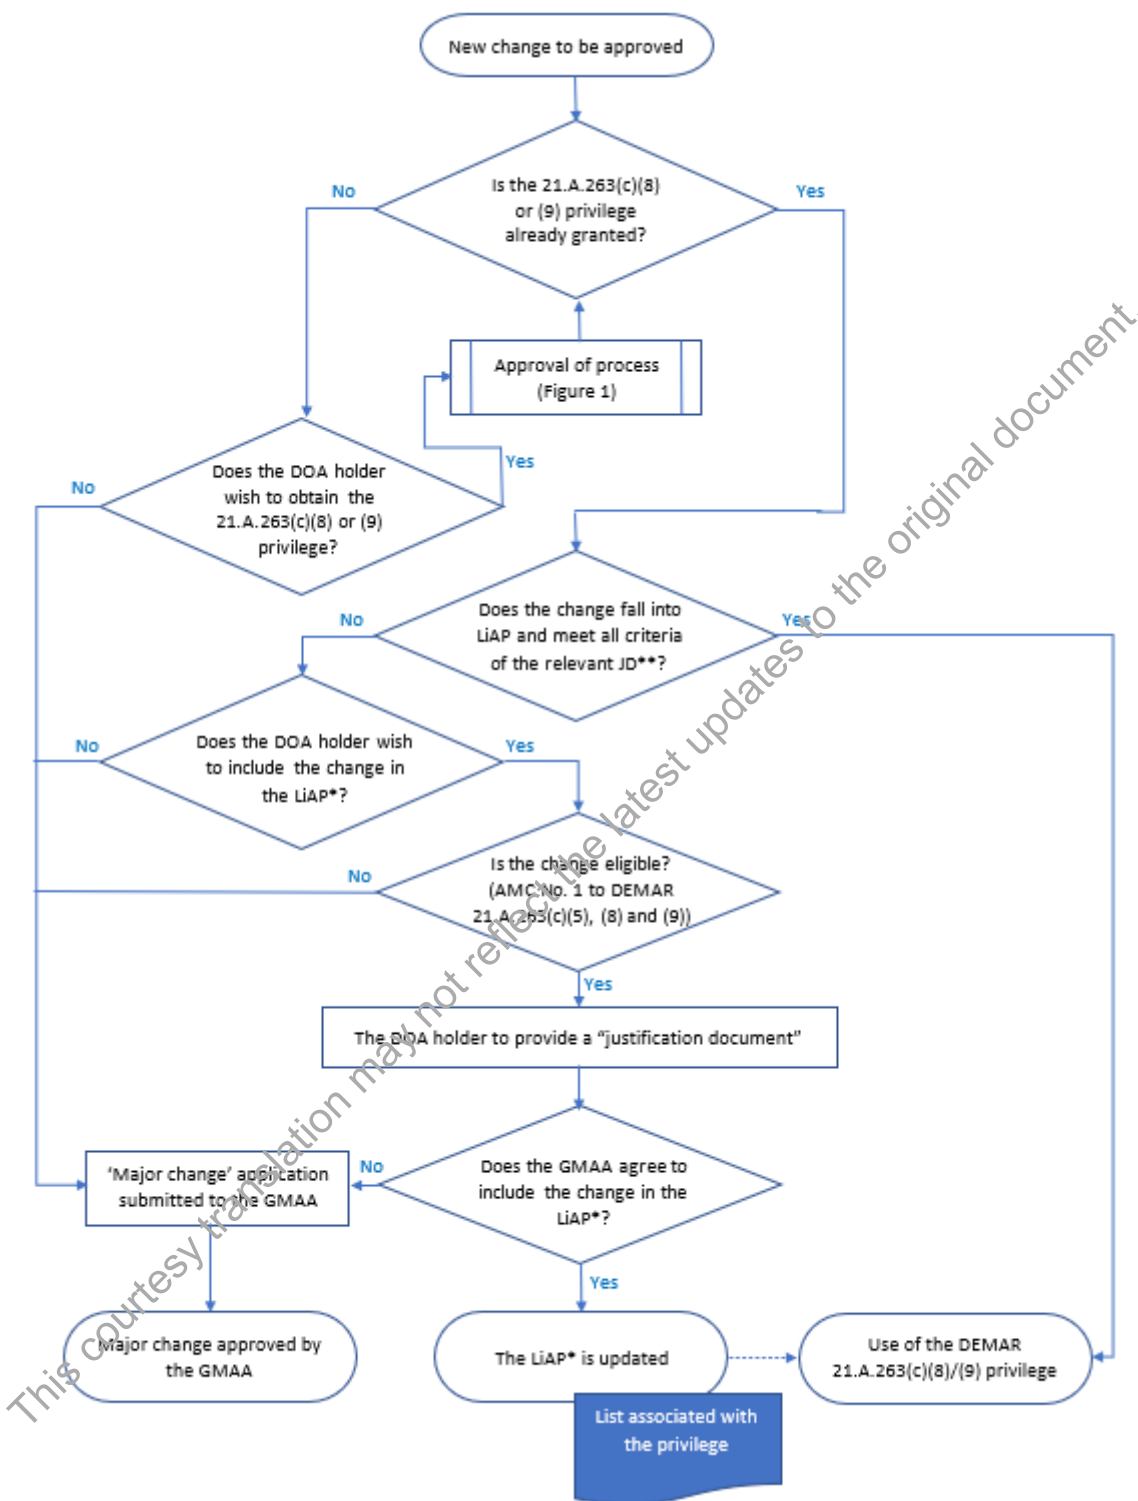 New change to be approved
No
Is the 21.A.263(c)(8)
or (9) privilege
already granted?
Yes
Approval of process
(Figure 1)
No
Does the DOA holder
wish to obtain the
21.A.263(c)(8) or (9)
privilege?
Yes
No
Does the change fall into
LiAP and meet all criteria
of the relevant JD**?
Yes
No
Does the DOA holder wish
to include the change in
the LiAP*?
Yes
No
Is the change eligible?
(AMC No. 1 to DEMAR
21.A.263(c)(5), (8) and (9))
Yes
The DOA holder to provide a "justification document"
'Major change' application
submitted to the GMAA
No
Does the GMAA agree to
include the change in the
LiAP*?
Yes
Major change approved by
the GMAA
The LiAP* is updated
Use of the DEMAR
21.A.263(c)(8)/(9) privilege
List associated with
the privilege
This courtesy translation may not reflect the latest updates to the original document.